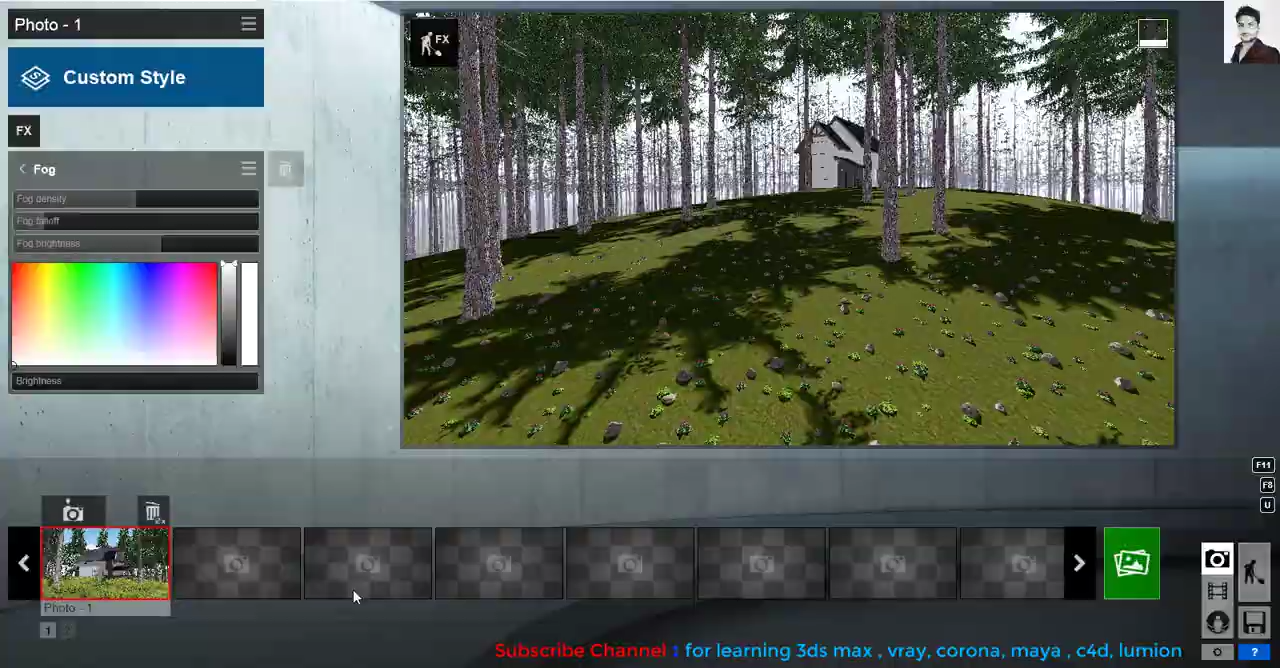 Photo - 1
Custom Style
FX
FX
Fog
Fog density
Fog falloff
Fog brightness
Brightness
F11
F8
U
Photo - 1
1
2
?
Subscribe Channel : for learning 3ds max , vray, corona, maya , c4d, lumion